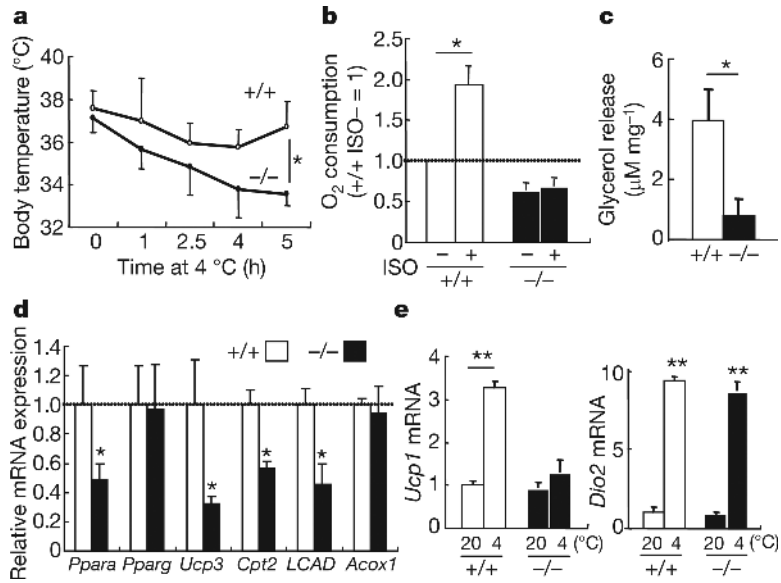 a
Body temperature (°C)
38
37
35
33
32
+/+
−/−
*
0 1 2.5 4 5
Time at 4 °C (h)
b
O2 consumption
(+/+ ISO− = 1)
2.5
2.0
1.5
1.0
0.5
0
*
ISO − + − +
+/+ −/−
c
Glycerol release
(μM mg−1)
6
4
2
0
*
+/+ −/−
d
Relative mRNA expression
1.4
1.2
1.0
0.8
0.6
0.4
0.2
0
+/+ −/−
* * * *
Ppara Pparg Ucp3 Cpt2 LCAD Acox1
e
Ucp1 mRNA
4
3
2
1
0
**
20 4 20 4 (°C)
+/+ −/−
Dio2 mRNA
10
5
0
** **
20 4 20 4 (°C)
+/+ −/−